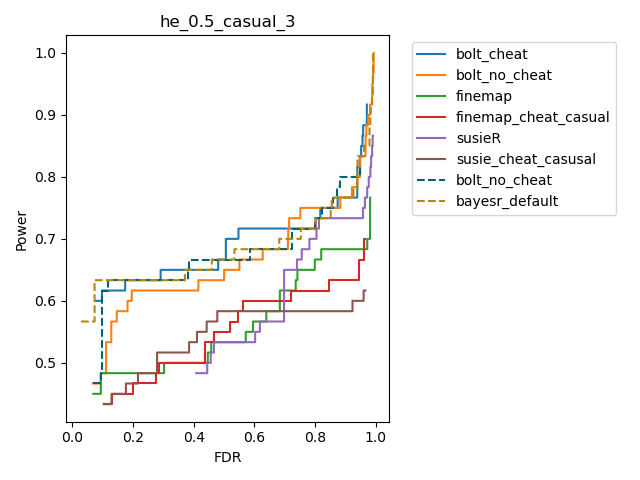 he_0.5_casual_3
1.0
0.9
0.8
0.7
0.6
0.5
Power
0.0
0.2
0.4
0.6
0.8
1.0
FDR
bolt_cheat
bolt_no_cheat
finemap
finemap_cheat_casual
susieR
susie_cheat_casusal
bolt_no_cheat
bayesr_default